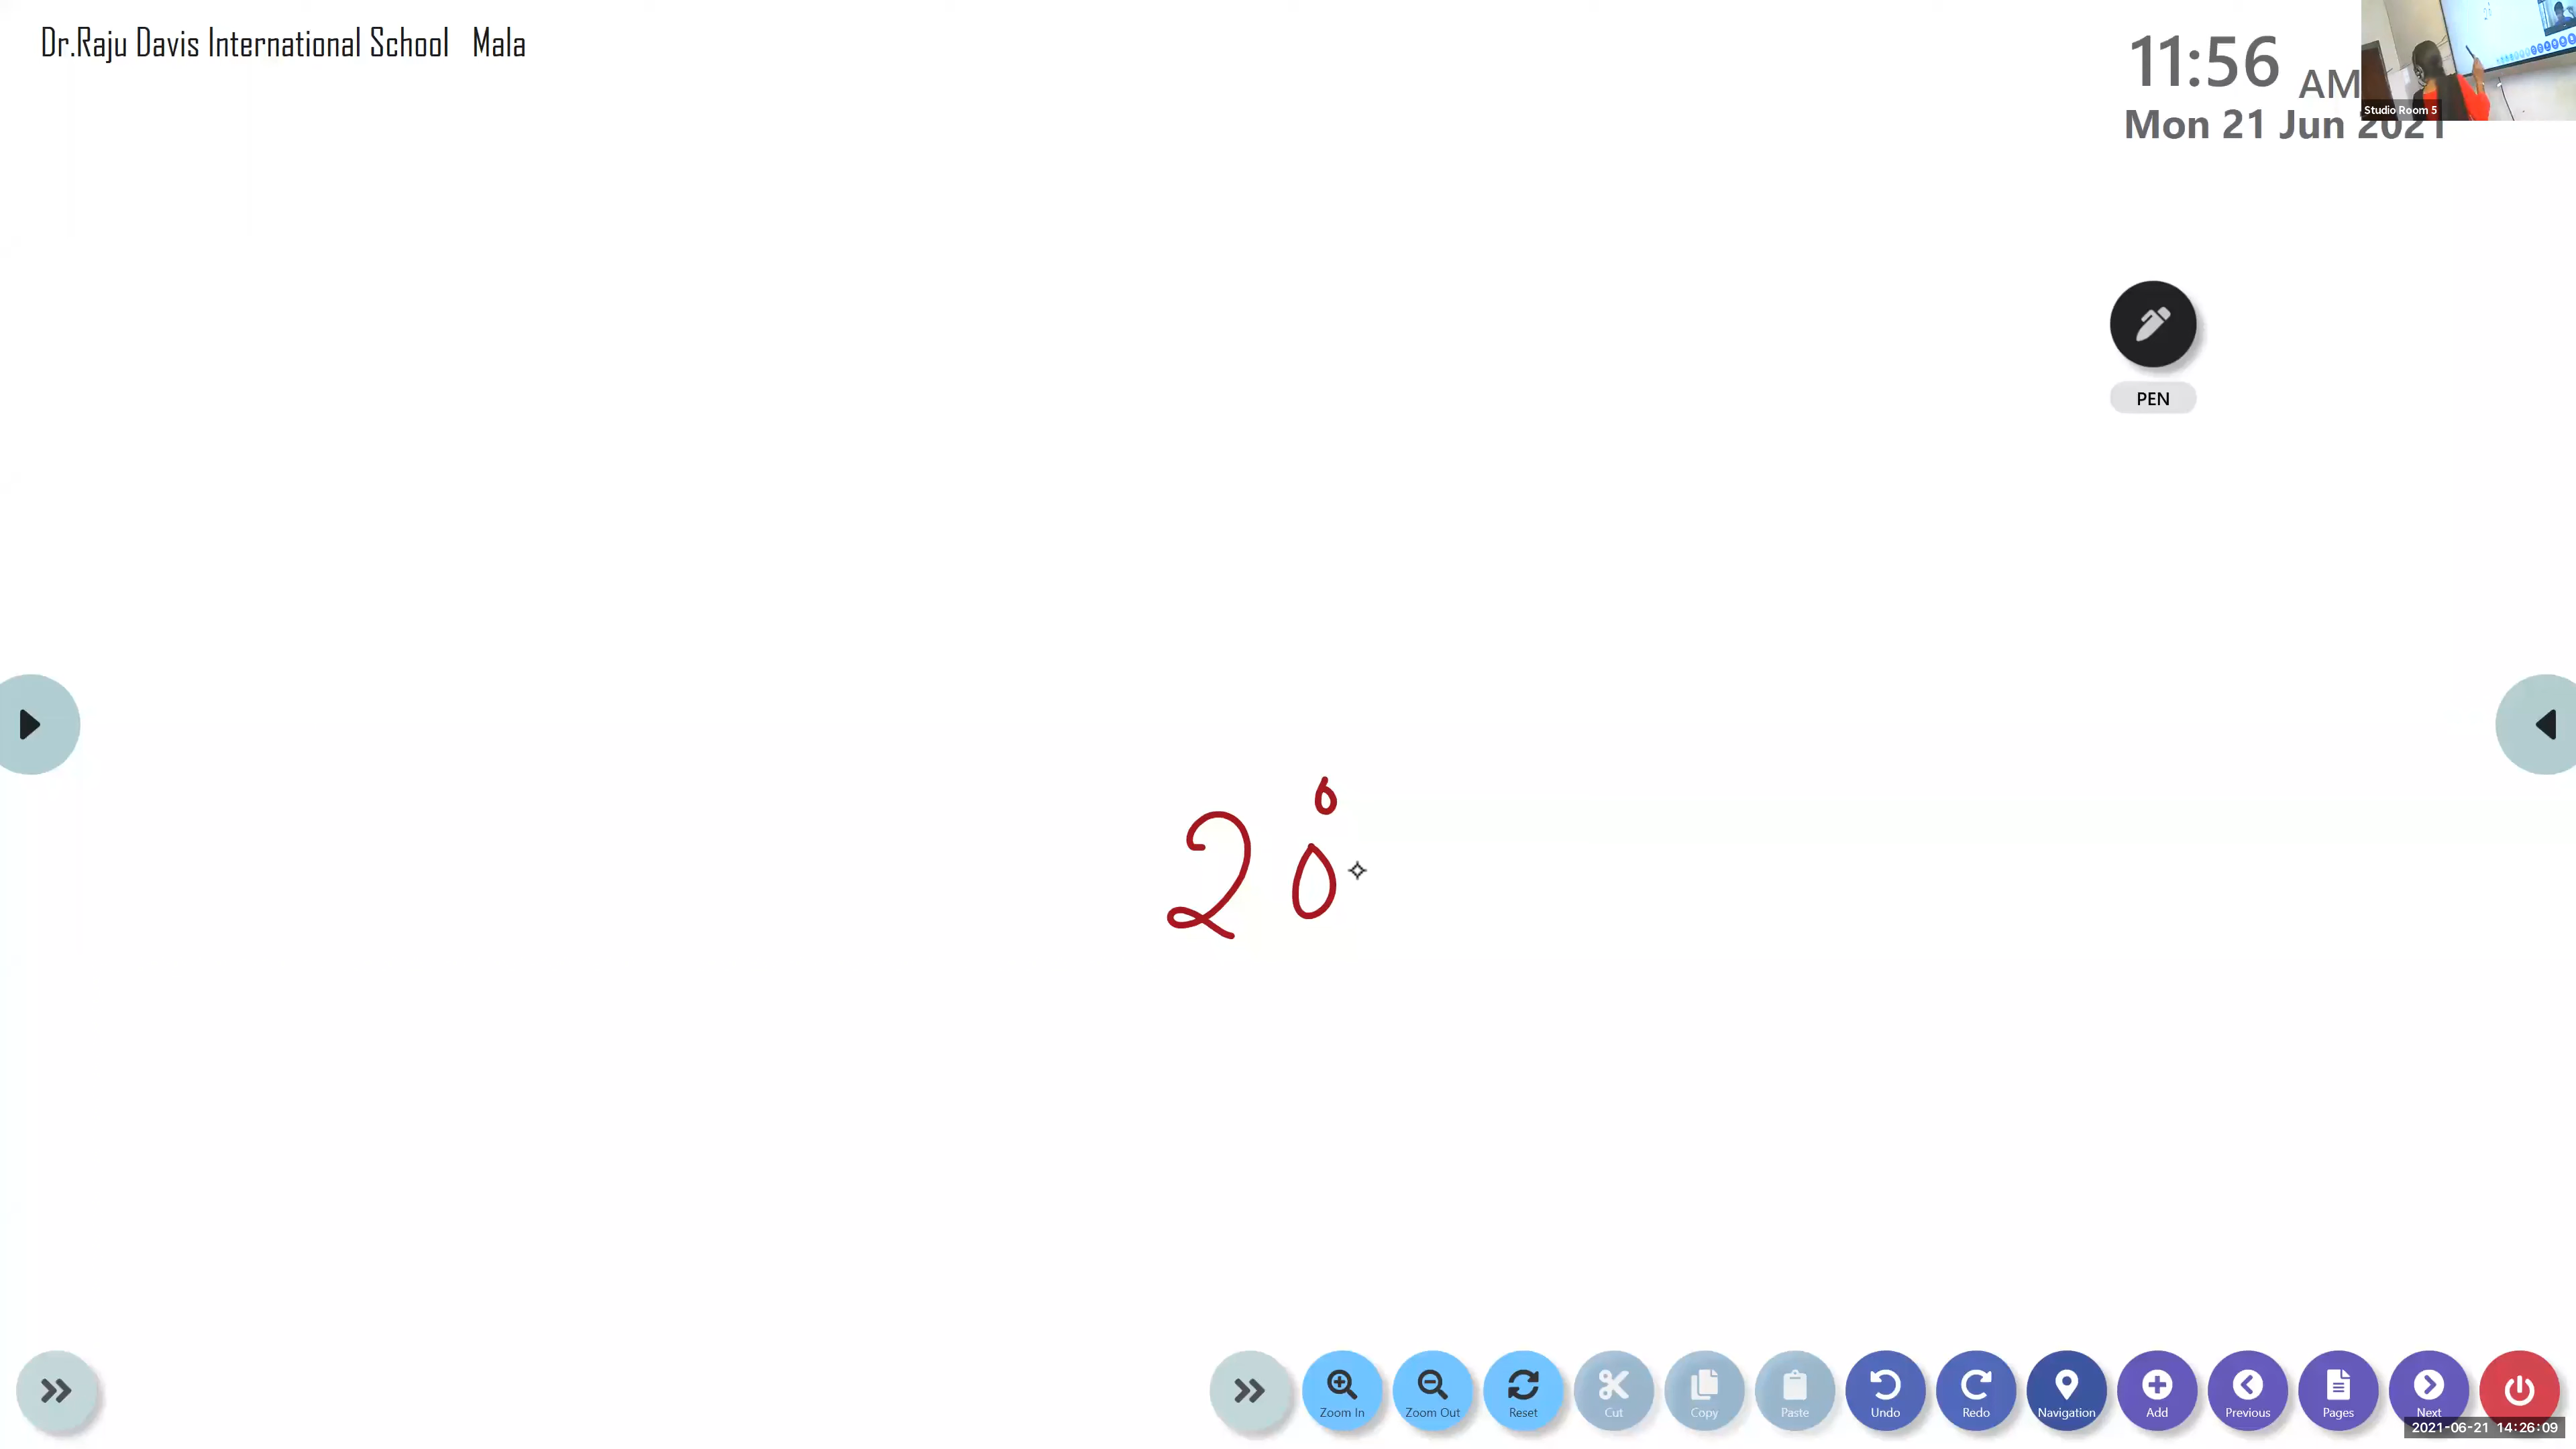 Dr.Raju Davis International School Mala
11:56 AM
Studio Room 5
Mon 21 Jun 2021
PEN
0
20
Zoom In
Zoom Out
Reset
Cut
Copy
Paste
Undo
Redo
Navigation
Add
Previous
Pages
Next
2021-06-21 14:26:09